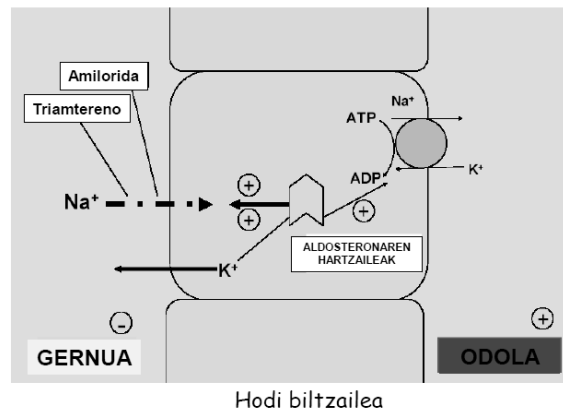 Amilorida
Triamtereno
Na⁺
ATP
ADP
Na⁺
K⁺
+
+
+
ALDOSTERONAREN
HARTZAILEAK
K⁺
-
+
GERNUA
ODOLA
Hodi biltzailea